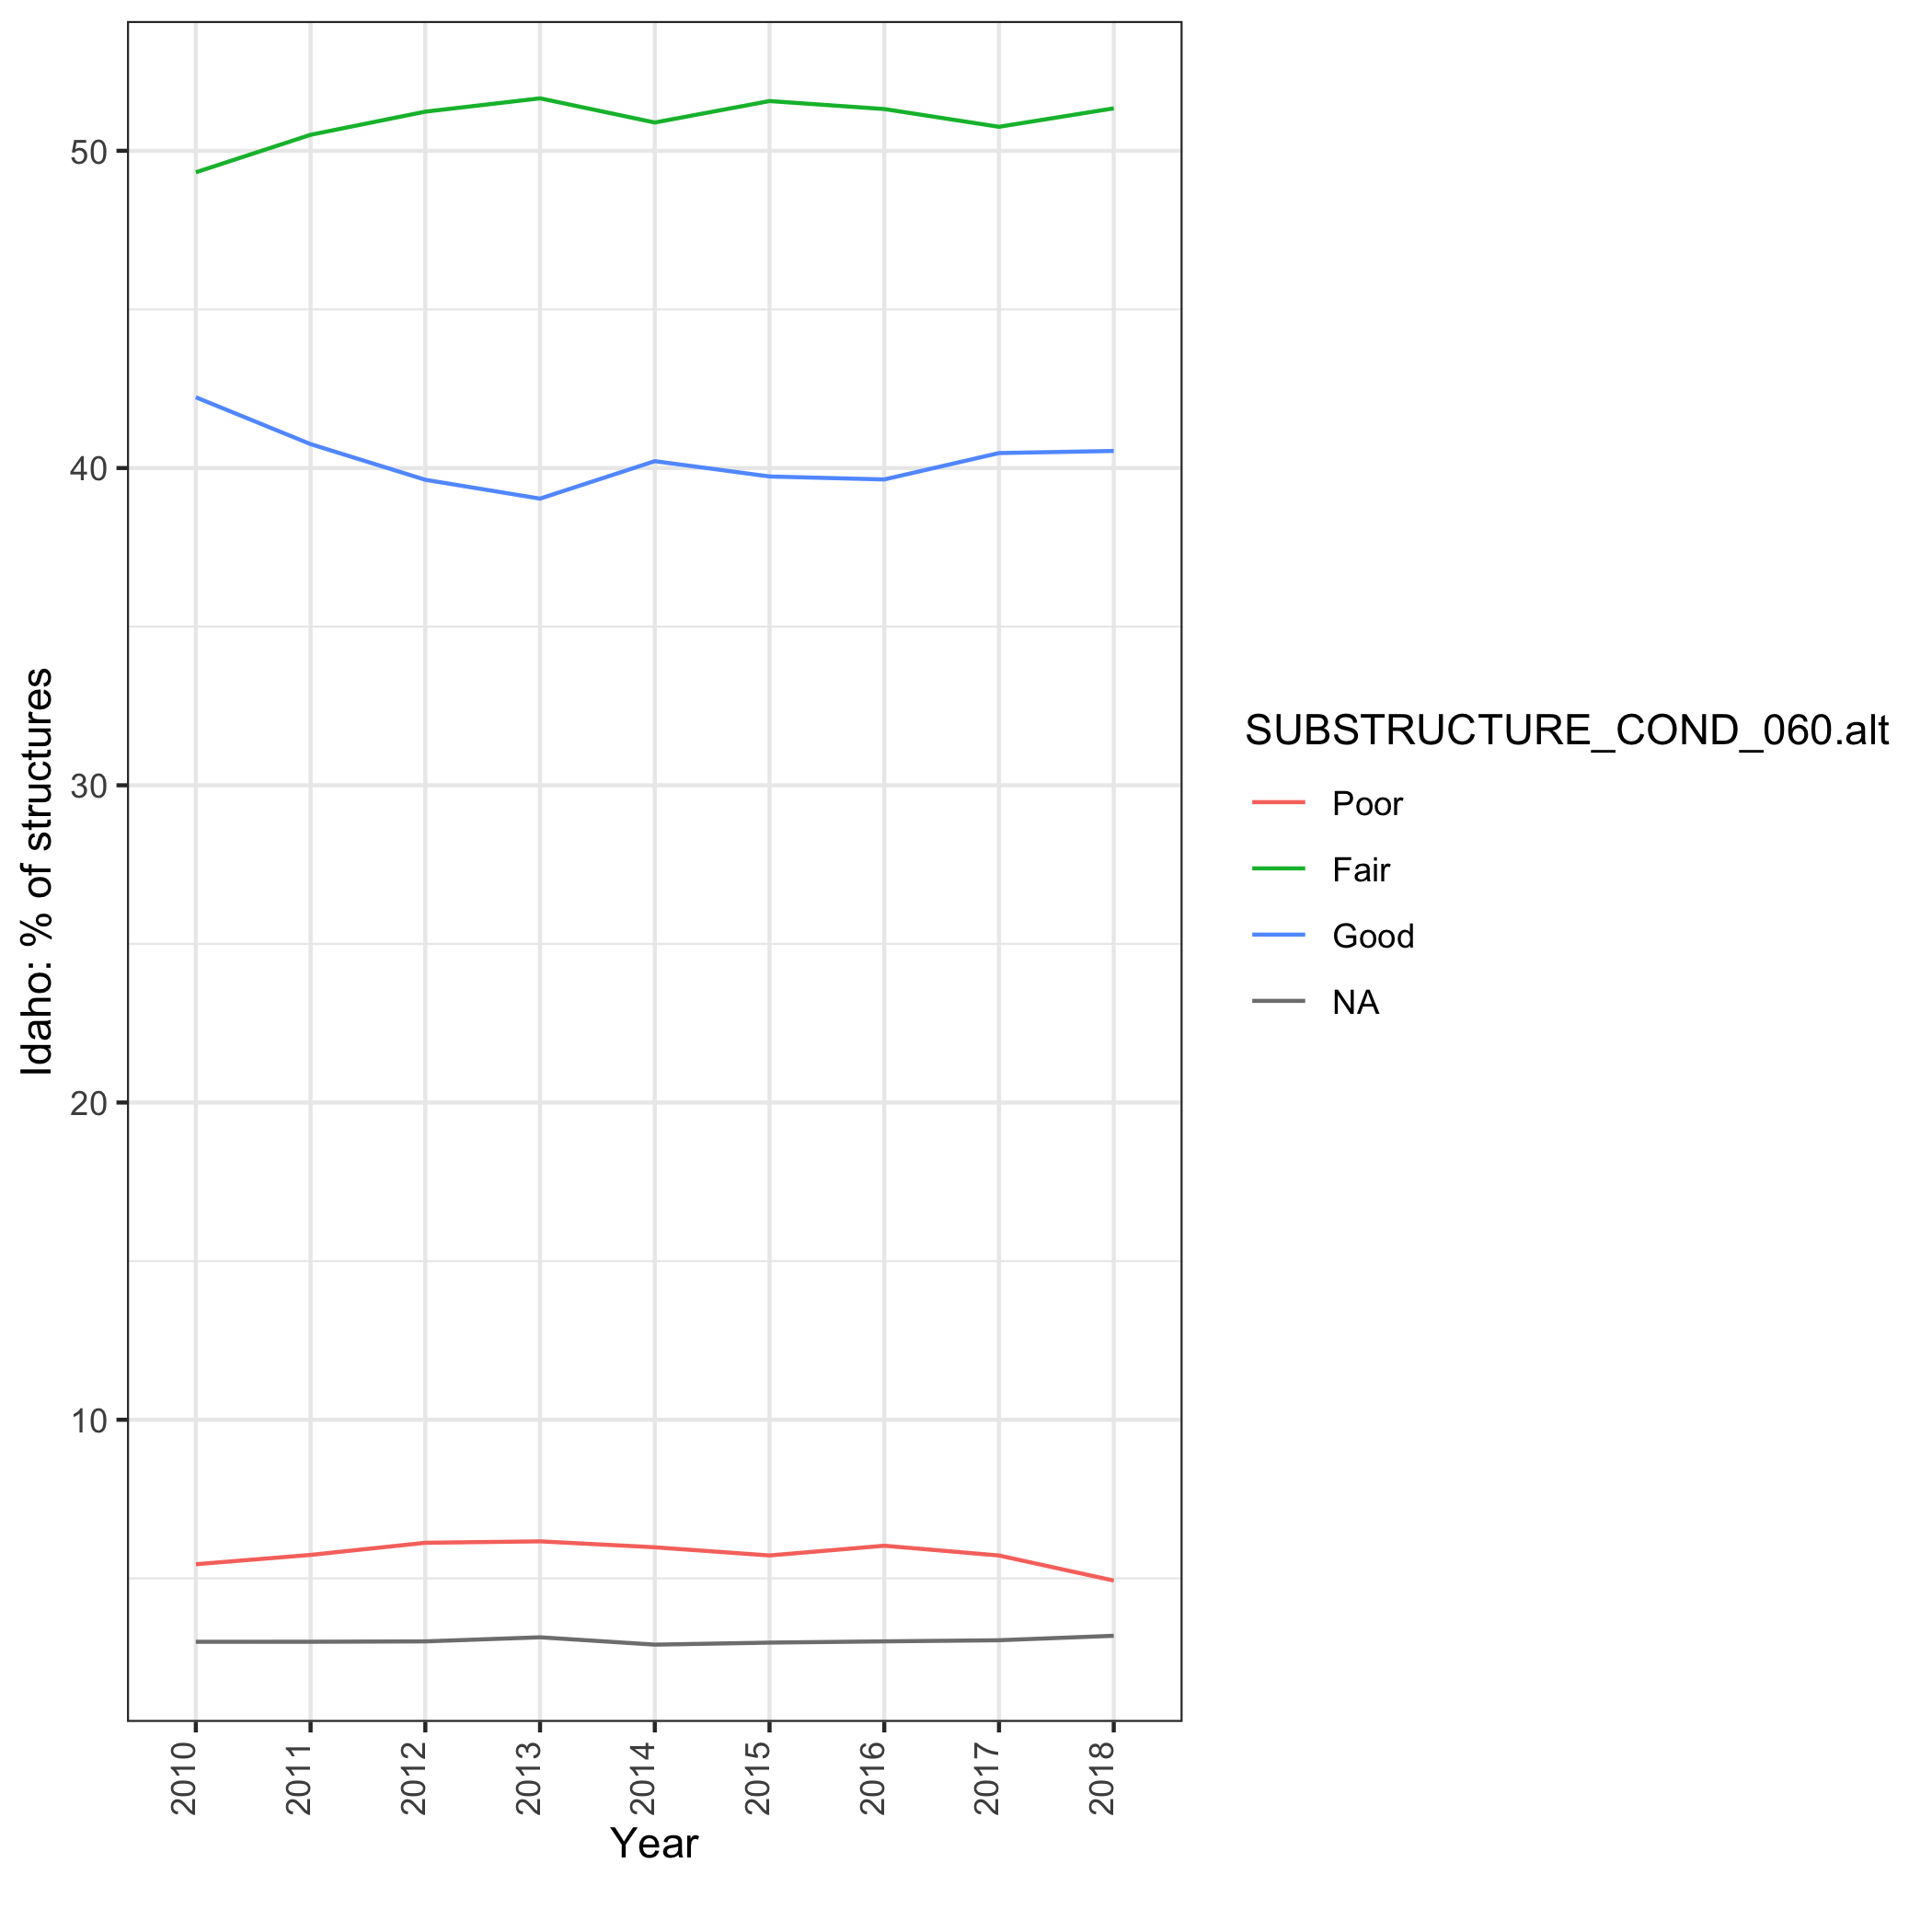 Idaho: % of structures
50
40
30
20
10
2010
2011
2012
2013
2014
2015
2016
2017
2018
Year
SUBSTRUCTURE_COND_060.alt
Poor
Fair
Good
NA